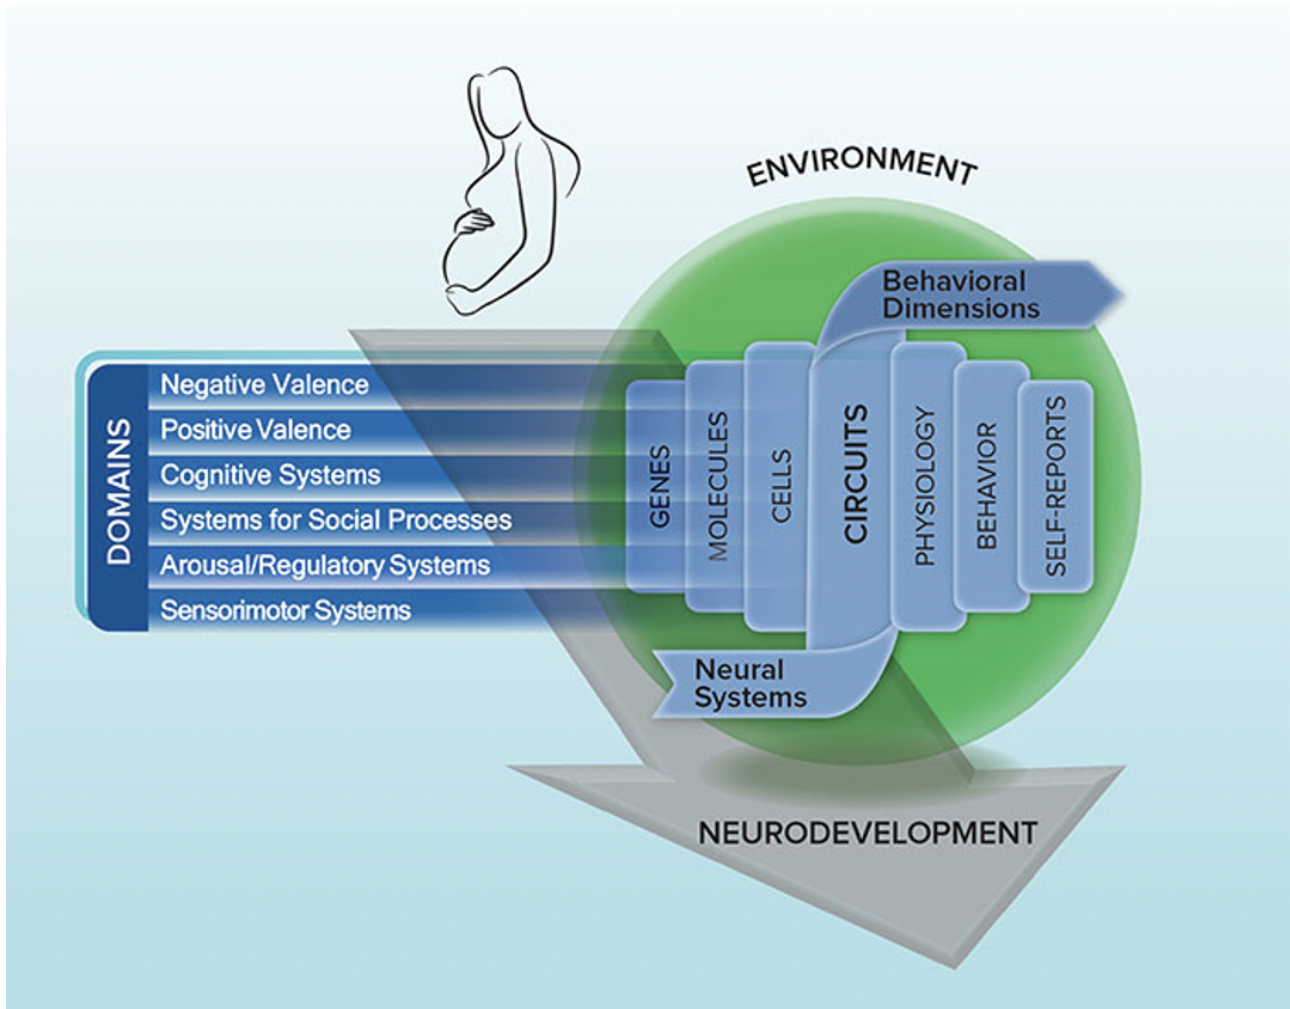 ENVIRONMENT
Behavioral
Dimensions
DOMAINS
Negative Valence
Positive Valence
Cognitive Systems
Systems for Social Processes
Arousal/Regulatory Systems
Sensorimotor Systems
GENES
MOLECULES
CELLS
CIRCUITS
PHYSIOLOGY
BEHAVIOR
SELF-REPORTS
Neural
Systems
NEURODEVELOPMENT